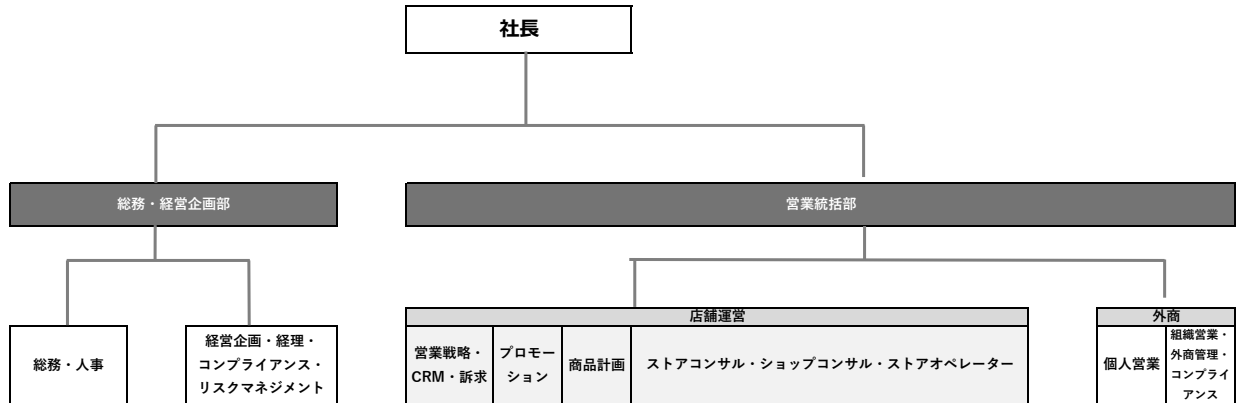 社長
総務・経営企画部
営業統括部
総務・人事
経営企画・経理・
コンプライアンス・
リスクマネジメント
店舗運営
営業戦略・
CRM・訴求
プロモー
ション
商品計画
ストアコンサル・ショップコンサル・ストアオペレーター
外商
個人営業
組織営業・
外商管理・
コンプライ
アンス